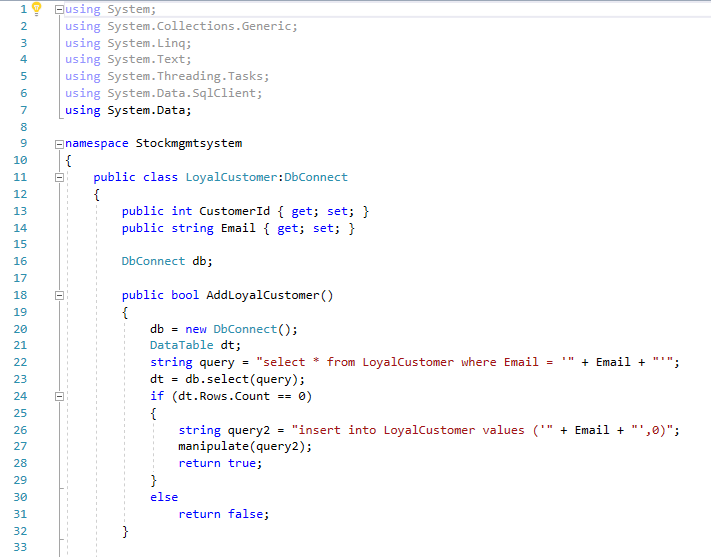 1 using System;
2 using System.Collections.Generic;
3 using System.Linq;
4 using System.Text;
5 using System.Threading.Tasks;
6 using System.Data.SqlClient;
7 using System.Data;
8
9 namespace Stockmgmtsystem
10 {
11     public class LoyalCustomer:DbConnect
12     {
13         public int CustomerId { get; set; }
14         public string Email { get; set; }
15
16         DbConnect db;
17
18         public bool AddLoyalCustomer()
19         {
20             db = new DbConnect();
21             DataTable dt;
22             string query = "select * from LoyalCustomer where Email = '" + Email + "'";
23             dt = db.select(query);
24             if (dt.Rows.Count == 0)
25             {
26                 string query2 = "insert into LoyalCustomer values ('" + Email + "',0)";
27                 manipulate(query2);
28                 return true;
29             }
30             else
31                 return false;
32         }
33